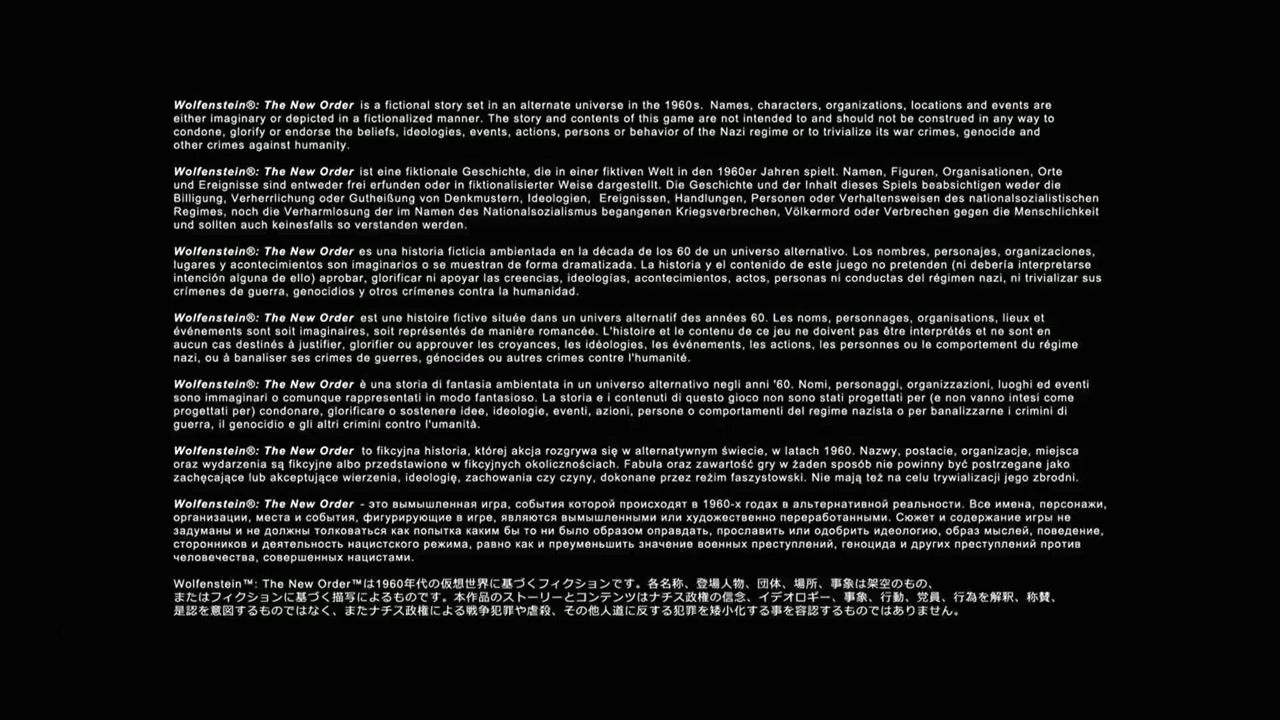 Wolfenstein®: The New Order is a fictional story set in an alternate universe in the 1960s. Names, characters, organizations, locations and events are
either imaginary or depicted in a fictionalized manner. The story and contents of this game are not intended to and should not be construed in any way to
condone, glorify or endorse the beliefs, ideologies, events, actions, persons or behavior of the Nazi regime or to trivialize its war crimes, genocide and
other crimes against humanity.
Wolfenstein®: The New Order ist eine fiktionale Geschichte, die in einer fiktiven Welt in den 1960er Jahren spielt. Namen, Figuren, Organisationen, Orte
und Ereignisse sind entweder frei erfunden oder in fiktionalisierter Weise dargestellt. Die Geschichte und der Inhalt dieses Spiels beabsichtigen weder die
Billigung, Verherrlichung oder Gutheißung von Denkmustern, Ideologien, Ereignissen, Handlungen, Personen oder Verhaltensweisen des nationalsozialistischen
Regimes, noch die Verharmlosung der im Namen des Nationalsozialismus begangenen Kriegsverbrechen, Völkermord oder Verbrechen gegen die Menschlichkeit
und sollten auch keinesfalls so verstanden werden.
Wolfenstein®: The New Order es una historia ficticia ambientada en la década de los 60 de un universo alternativo. Los nombres, personajes, organizaciones,
lugares y acontecimientos son imaginarios o se muestran de forma dramatizada. La historia y el contenido de este juego no pretenden (ni debería interpretarse
intención alguna de ello) aprobar, glorificar ni apoyar las creencias, ideologías, acontecimientos, actos, personas ni conductas del régimen nazi, ni trivializar sus
crímenes de guerra, genocidios y otros crímenes contra la humanidad.
Wolfenstein®: The New Order est une histoire fictive située dans un univers alternatif des années 60. Les noms, personnages, organisations, lieux et
événements sont soit imaginaires, soit représentés de manière romancée. L'histoire et le contenu de ce jeu ne doivent pas être interprétés et ne sont en
aucun cas destinés à justifier, glorifier ou approuver les croyances, les idéologies, les événements, les actions, les personnes ou le comportement du régime
nazi, ou à banaliser ses crimes de guerres, génocides ou autres crimes contre l'humanité.
Wolfenstein®: The New Order è una storia di fantasia ambientata in un universo alternativo negli anni '60. Nomi, personaggi, organizzazioni, luoghi ed eventi
sono immaginari o comunque rappresentati in modo fantasioso. La storia e i contenuti di questo gioco non sono stati progettati per (e non vanno intesi come
progettati per) condonare, glorificare o sostenere idee, ideologie, eventi, azioni, persone o comportamenti del regime nazista o per banalizzarne i crimini di
guerra, il genocidio e gli altri crimini contro l'umanità.
Wolfenstein®: The New Order to fikcyjna historia, której akcja rozgrywa się w alternatywnym świecie, w latach 1960. Nazwy, postacie, organizacje, miejsca
oraz wydarzenia są fikcyjne albo przedstawione w fikcyjnych okolicznościach. Fabuła oraz zawartość gry w żaden sposób nie powinny być postrzegane jako
zachęcające lub akceptujące wierzenia, ideologię, zachowania czy czyny, dokonane przez reżim faszystowski. Nie mają też na celu trywializacji jego zbrodni.
Wolfenstein®: The New Order - это вымышленная игра, события которой происходят в 1960-х годах в альтернативной реальности. Все имена, персонажи,
организации, места и события, фигурирующие в игре, являются вымышленными или художественно переработанными. Сюжет и содержание игры не
задуманы и не должны толковаться как попытка каким бы то ни было образом оправдать, прославить или одобрить идеологию, образ мыслей, поведение,
сторонников и деятельность нацистского режима, равно как и преуменьшить значение военных преступлений, геноцида и других преступлений против
человечества, совершенных нацистами.
Wolfenstein™: The New Order™は1960年代の仮想世界に基づくフィクションです。各名称、登場人物、団体、場所、事象は架空のもの、
またはフィクションに基づく描写によるものです。本作品のストーリーとコンテンツはナチス政権の信念、イデオロギー、事象、行動、党員、行為を解釈、称賛、
是認を意図するものではなく、またナチス政権による戦争犯罪や虐殺、その他人道に反する犯罪を矮小化する事を容認するものではありません。